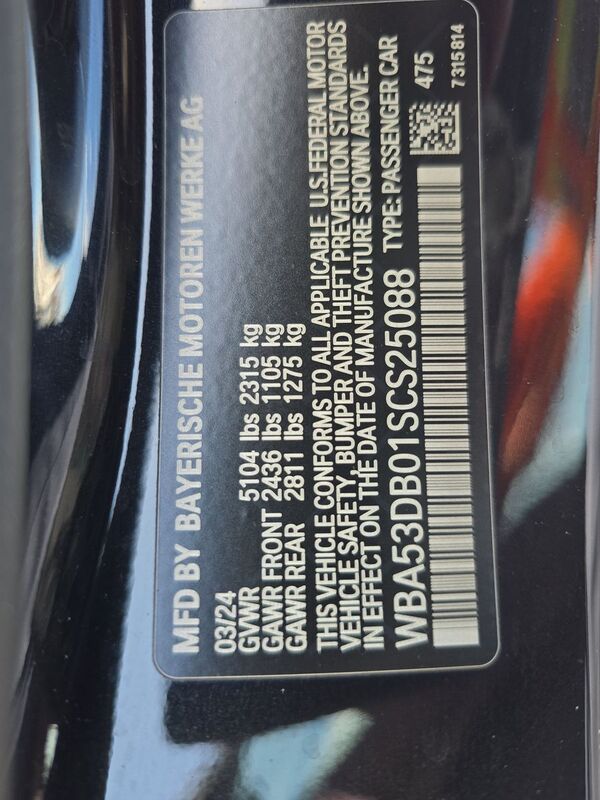 MFD BY BAYERISCHE MOTOREN WERKE AG
03/24
GVWR 5104 lbs 2315 kg
GAWR FRONT 2436 lbs 1105 kg
GAWR REAR 2811 lbs 1275 kg
THIS VEHICLE CONFORMS TO ALL APPLICABLE U.S. FEDERAL MOTOR
VEHICLE SAFETY, BUMPER AND THEFT PREVENTION STANDARDS
IN EFFECT ON THE DATE OF MANUFACTURE SHOWN ABOVE.
WBA53DB01SCS25088 TYPE: PASSENGER CAR
475
7315814